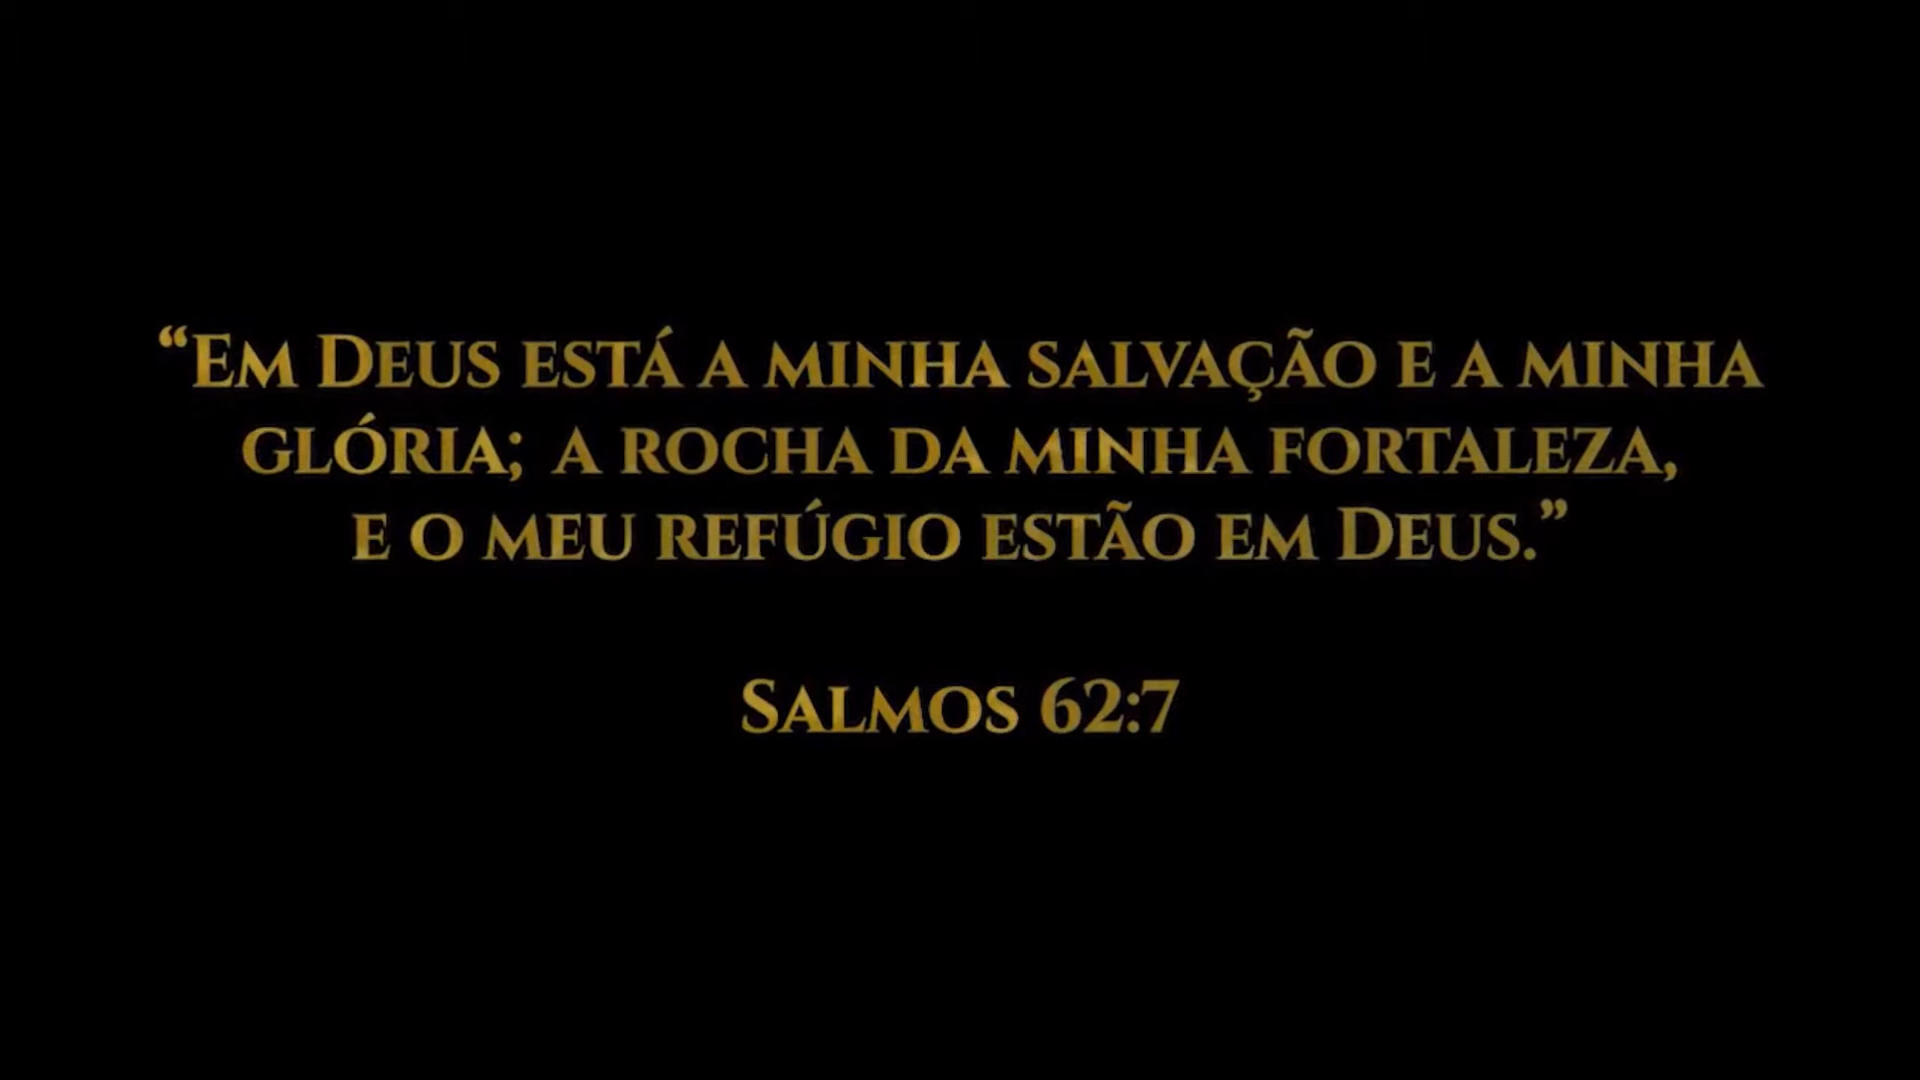 “Em Deus está a minha salvação e a minha
glória; a rocha da minha fortaleza,
e o meu refúgio estão em Deus.”
Salmos 62:7